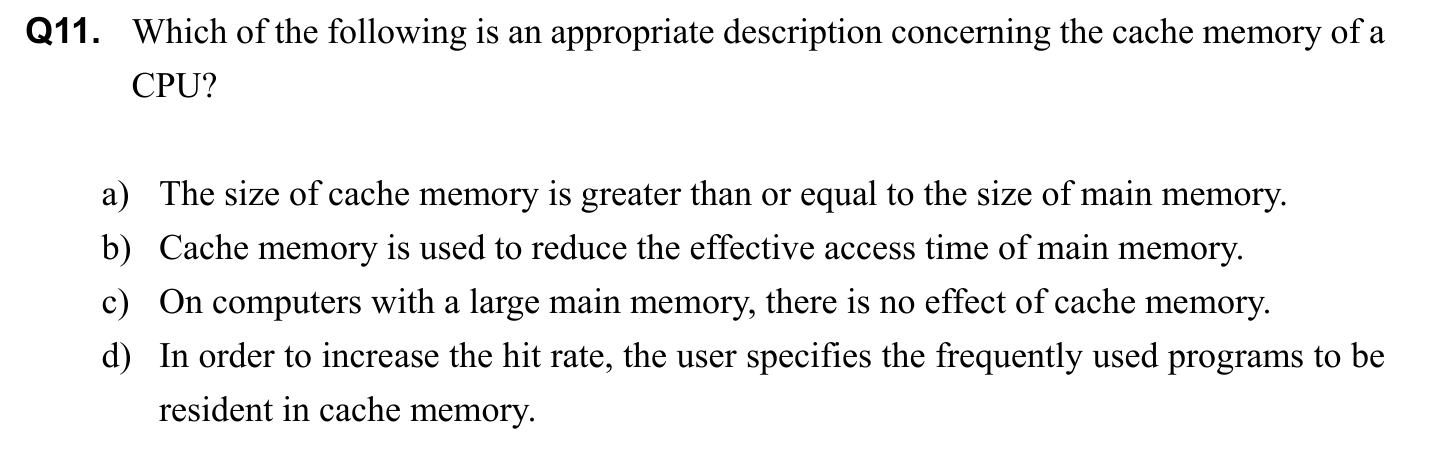 Q11. Which of the following is an appropriate description concerning the cache memory of a
CPU?
a) The size of cache memory is greater than or equal to the size of main memory.
b) Cache memory is used to reduce the effective access time of main memory.
c) On computers with a large main memory, there is no effect of cache memory.
d) In order to increase the hit rate, the user specifies the frequently used programs to be
resident in cache memory.